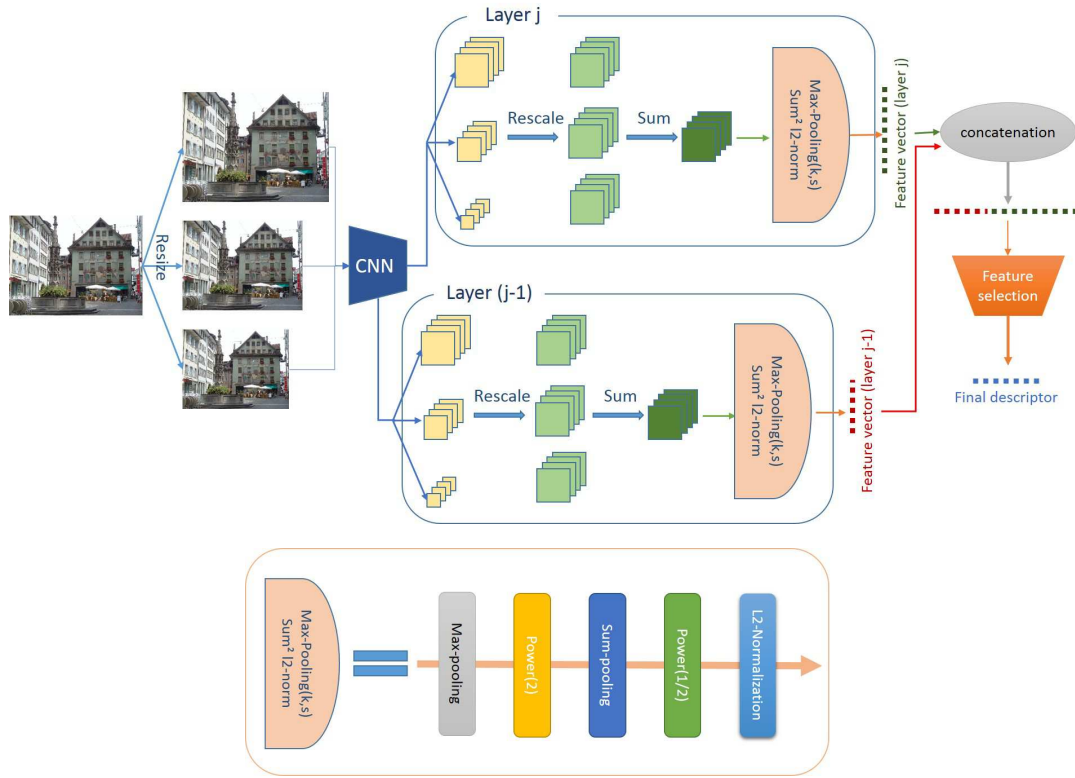 Layer j
Rescale
Sum
Max-Pooling(k,s)
Sum² l2-norm
Feature vector (layer j)
concatenation
Resize
CNN
Layer (j-1)
Rescale
Sum
Max-Pooling(k,s)
Sum² l2-norm
Feature vector (layer j-1)
Feature
selection
Final descriptor
Max-Pooling(k,s)
Sum² l2-norm
Max-pooling
Power(2)
Sum-pooling
Power(1/2)
L2-Normalization